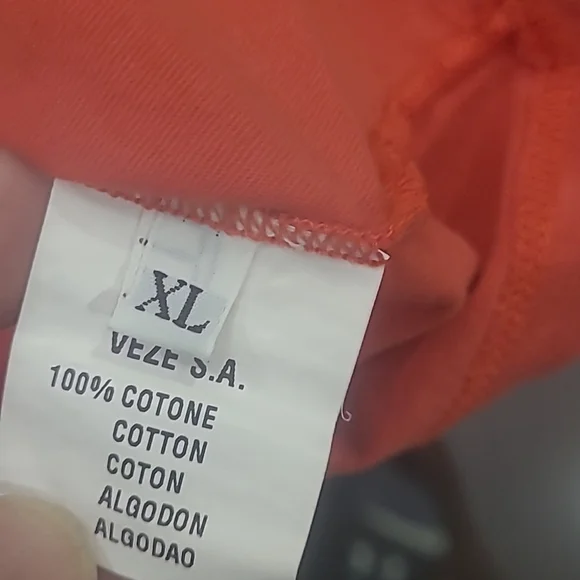 XL
VEZE S.A.
100% COTONE
COTTON
COTON
ALGODON
ALGODAO